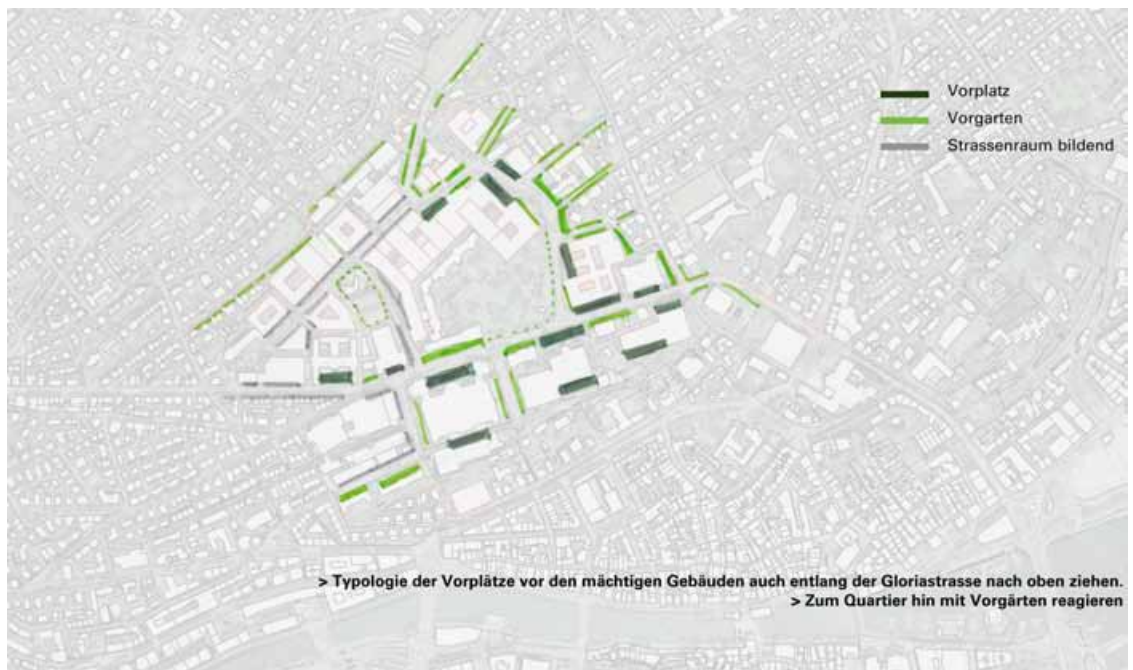 Vorplatz
Vorgarten
Strassenraum bildend
> Typologie der Vorplätze vor den mächtigen Gebäuden auch entlang der Gloriastrasse nach oben ziehen.
> Zum Quartier hin mit Vorgärten reagieren